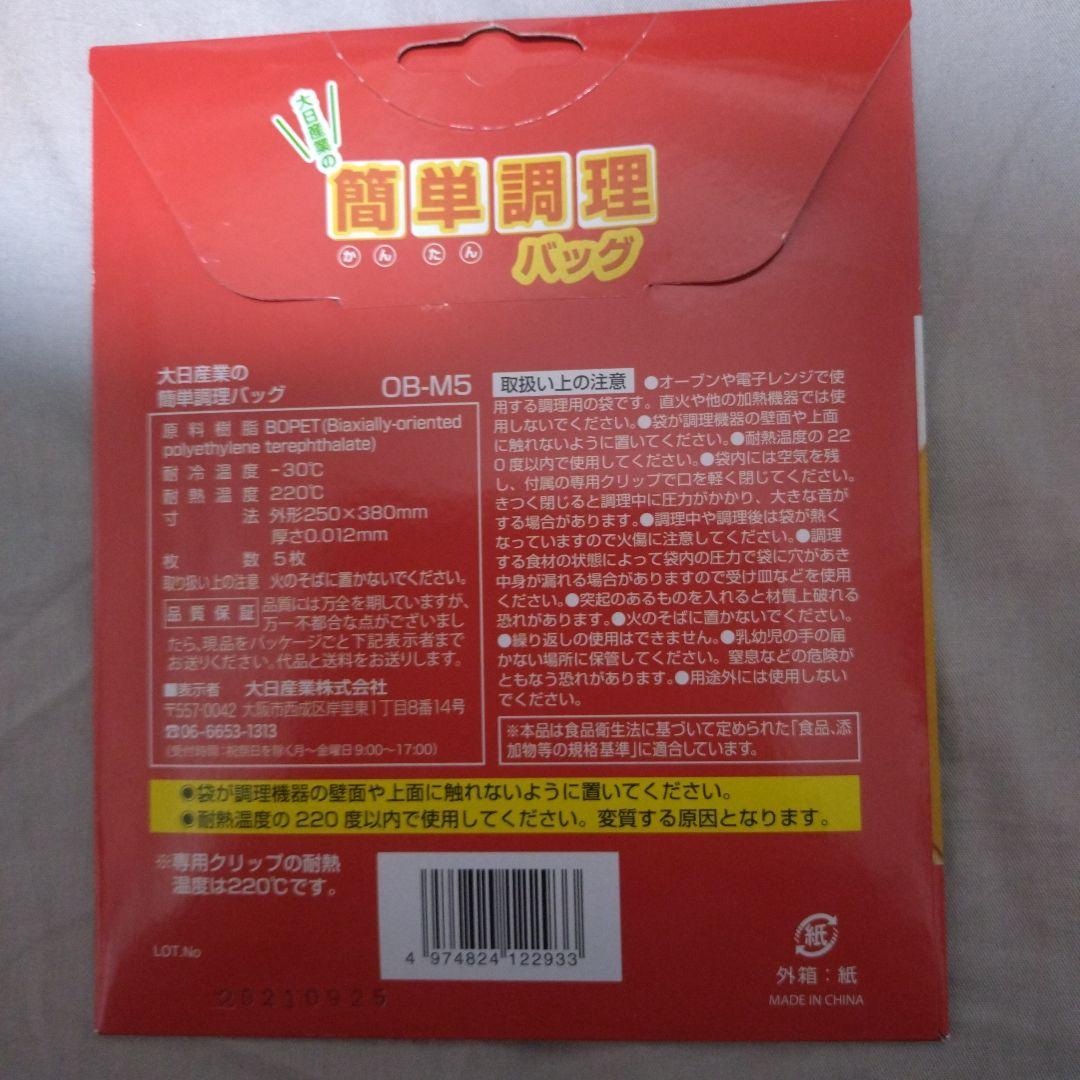 大日産業の
簡単調理
かんたん
バッグ
大日産業の
簡単調理バッグ
OB-M5
原料樹脂 BOPET(Biaxially-oriented
polyethylene terephthalate)
耐冷温度 -30℃
耐熱温度 220℃
寸法 外形250×380mm
厚さ0.012mm
枚数 5枚
取り扱い上の注意 火のそばに置かないでください。
品質保証 品質には万全を期していますが、
万一不都合な点がございまし
たら、現品をパッケージごと下記表示者まで
お送りください。代品と送料をお送りします。
■表示者 大日産業株式会社
〒557-0042 大阪市西成区岸里東1丁目8番14号
☎06-6653-1313
(受付時間:祝祭日を除く月〜金曜日9:00〜17:00)
取扱い上の注意 ●オーブンや電子レンジで使
用する調理用の袋です。直火や他の加熱機器では使
用しないでください。●袋が調理機器の壁面や上面
に触れないように置いてください。●耐熱温度の22
0度以内で使用してください。●袋内には空気を残
し、付属の専用クリップで口を軽く閉じてください。
きつく閉じると調理中に圧力がかかり、大きな音が
する場合があります。●調理中や調理後は袋が熱く
なっていますので火傷に注意してください。●調理
する食材の状態によって袋内の圧力で袋に穴があき
中身が漏れる場合がありますので受け皿などを使用
ください。●突起のあるものを入れると材質上破れる
恐れがあります。●火のそばに置かないでください。
●繰り返しの使用はできません。●乳幼児の手の届
かない場所に保管してください。窒息などの危険が
ともなう恐れがあります。●用途外には使用しない
でください。
※本品は食品衛生法に基づいて定められた「食品、添
加物等の規格基準」に適合しています。
●袋が調理機器の壁面や上面に触れないように置いてください。
●耐熱温度の220度以内で使用してください。変質する原因となります。
※専用クリップの耐熱
温度は220℃です。
4 974824 122933
LOT.No
20210925
紙
外箱:紙
MADE IN CHINA